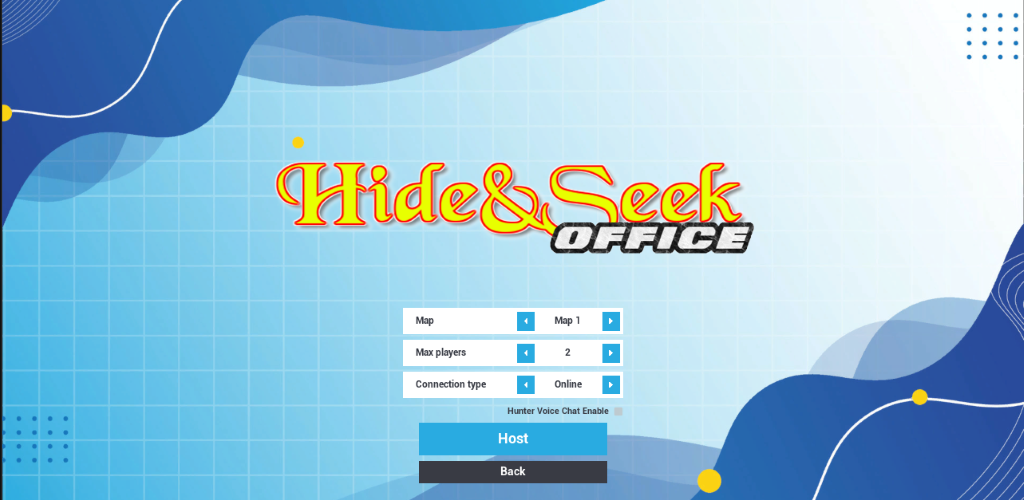 Hide&Seek
OFFICE
Map Map 1
Max players 2
Connection type Online
Hunter Voice Chat Enable
Host
Back